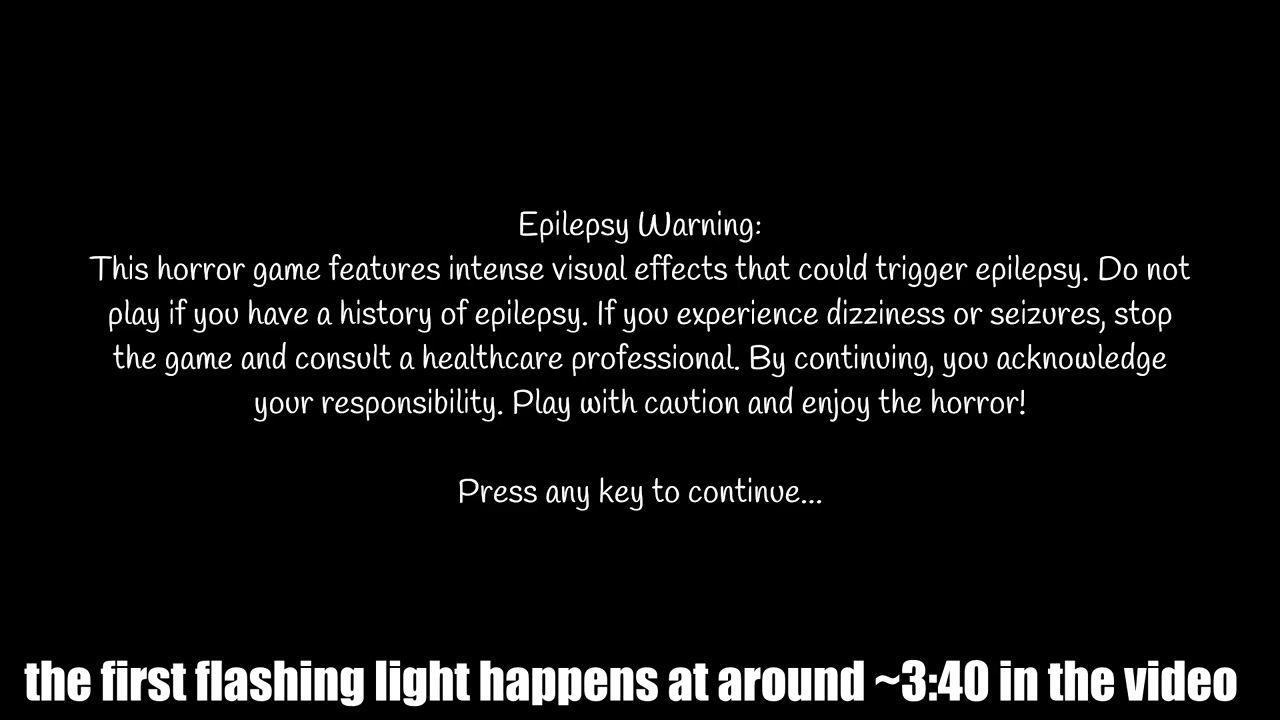 Epilepsy Warning:
This horror game features intense visual effects that could trigger epilepsy. Do not
play if you have a history of epilepsy. If you experience dizziness or seizures, stop
the game and consult a healthcare professional. By continuing, you acknowledge
your responsibility. Play with caution and enjoy the horror!
Press any key to continue...
the first flashing light happens at around ~3:40 in the video